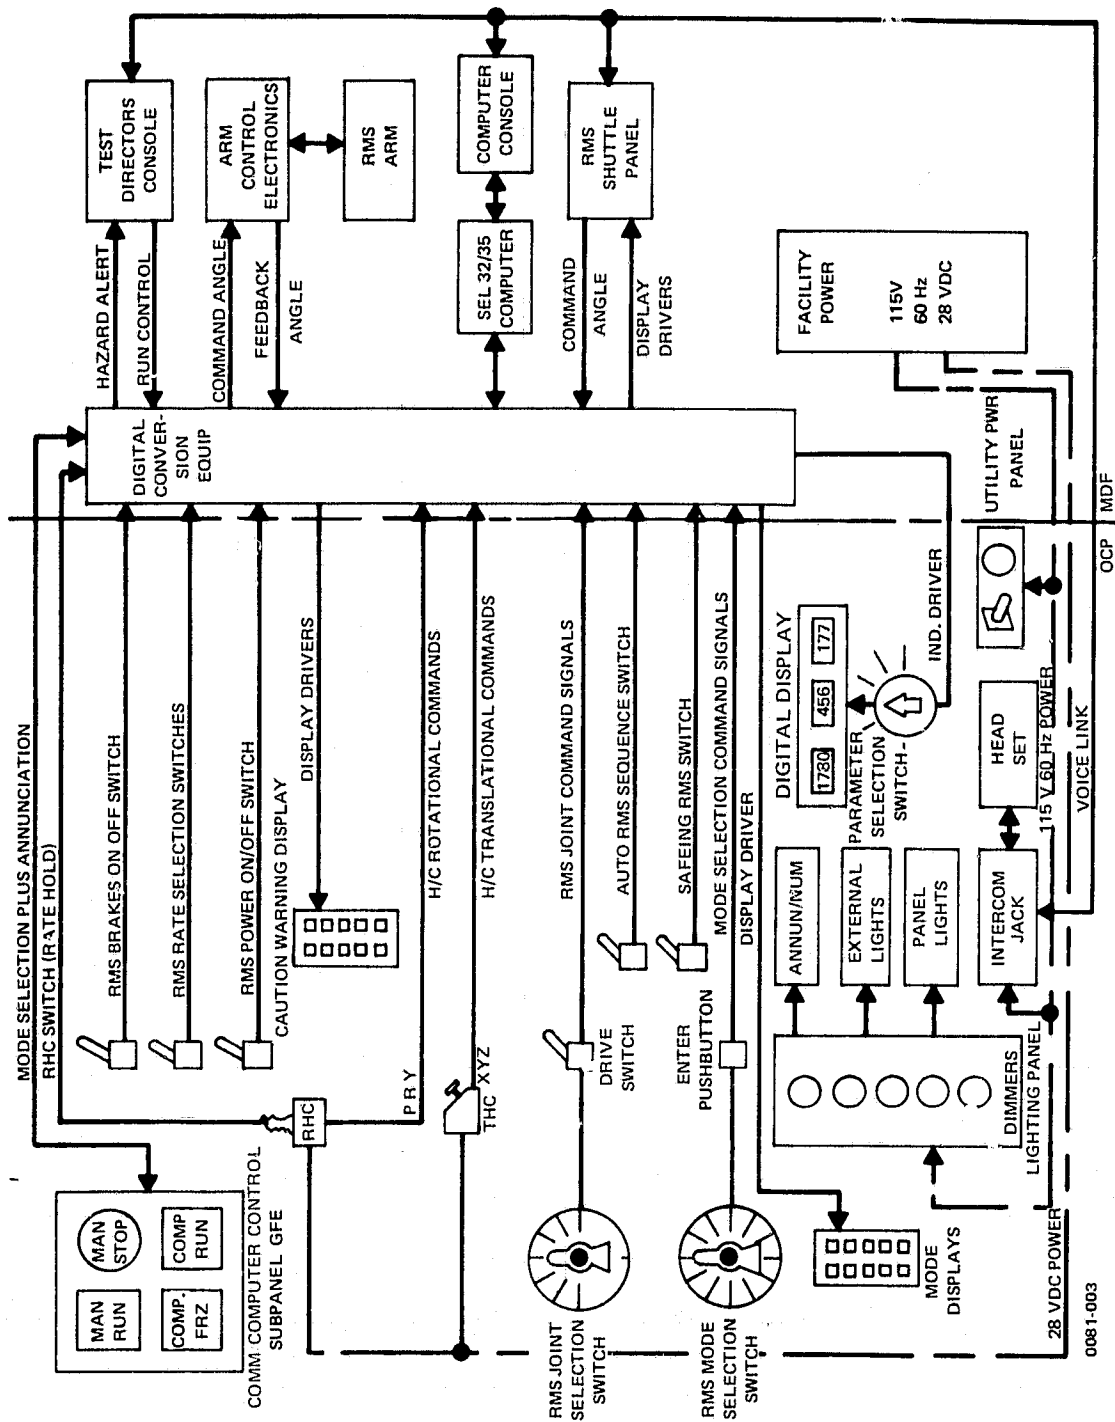 COMM COMPUTER CONTROL
SUBPANEL GFE
MAN
RUN
MAN
STOP
COMP.
FRZ
COMP
RUN
MODE SELECTION PLUS ANNUNCIATION
RHC SWITCH (RATE HOLD)
RMS BRAKES ON OFF SWITCH
RMS RATE SELECTION SWITCHES
RMS POWER ON/OFF SWITCH
CAUTION WARNING DISPLAY
DISPLAY DRIVERS
RHC
P R Y
H/C ROTATIONAL COMMANDS
THC XYZ
H/C TRANSLATIONAL COMMANDS
RMS JOINT
SELECTION
SWITCH
DRIVE
SWITCH
RMS JOINT COMMAND SIGNALS
AUTO RMS SEQUENCE SWITCH
SAFEING RMS SWITCH
RMS MODE
SELECTION
SWITCH
ENTER
PUSHBUTTON
MODE SELECTION COMMAND SIGNALS
DISPLAY DRIVER
MODE
DISPLAYS
DIGITAL DISPLAY
1780
456
177
PARAMETER
SELECTION
SWITCH-
IND. DRIVER
DIMMERS
LIGHTING PANEL
ANNUN/NUM
EXTERNAL
LIGHTS
PANEL
LIGHTS
INTERCOM
JACK
HEAD
SET
UTILITY PWR
PANEL
28 VDC POWER
115 V 60 Hz POWER
VOICE LINK
OCP
MDF
DIGITAL
CONVER-
SION
EQUIP
HAZARD ALERT
RUN CONTROL
COMMAND ANGLE
FEEDBACK
ANGLE
COMMAND
ANGLE
DISPLAY
DRIVERS
TEST
DIRECTORS
CONSOLE
ARM
CONTROL
ELECTRONICS
RMS
ARM
SEL 32/35
COMPUTER
COMPUTER
CONSOLE
RMS
SHUTTLE
PANEL
FACILITY
POWER
115V
60 Hz
28 VDC
0081-003